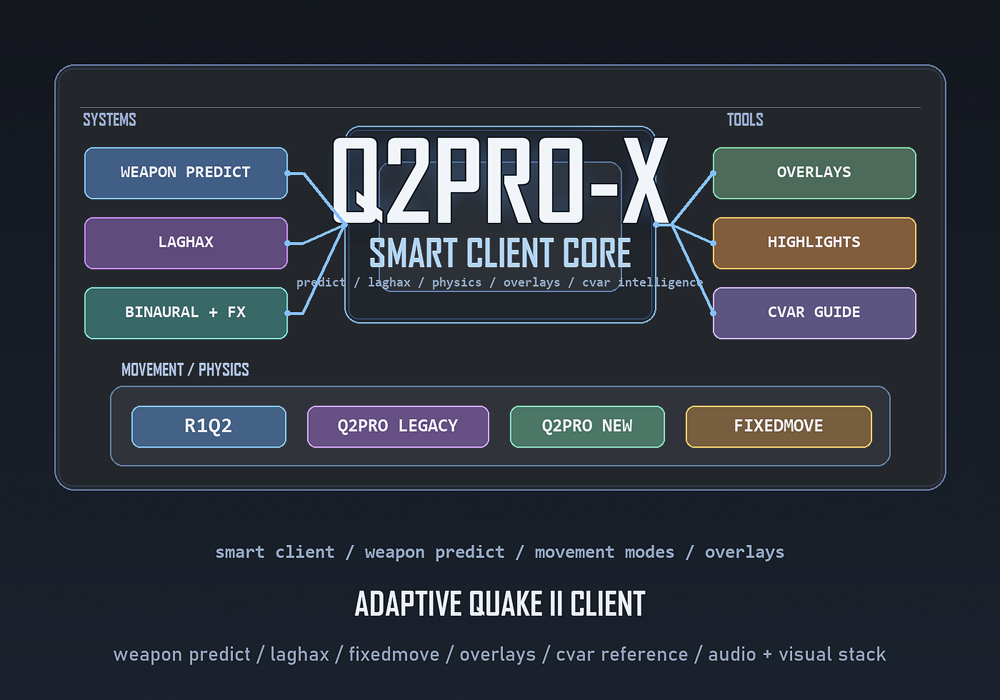 SYSTEMS
TOOLS
WEAPON PREDICT
LAGHAX
BINAURAL + FX
Q2PRO-X
SMART CLIENT CORE
predict / laghax / physics / overlays / cvar intelligence
OVERLAYS
HIGHLIGHTS
CVAR GUIDE
MOVEMENT / PHYSICS
R1Q2
Q2PRO LEGACY
Q2PRO NEW
FIXEDMOVE
smart client / weapon predict / movement modes / overlays
ADAPTIVE QUAKE II CLIENT
weapon predict / laghax / fixedmove / overlays / cvar reference / audio + visual stack